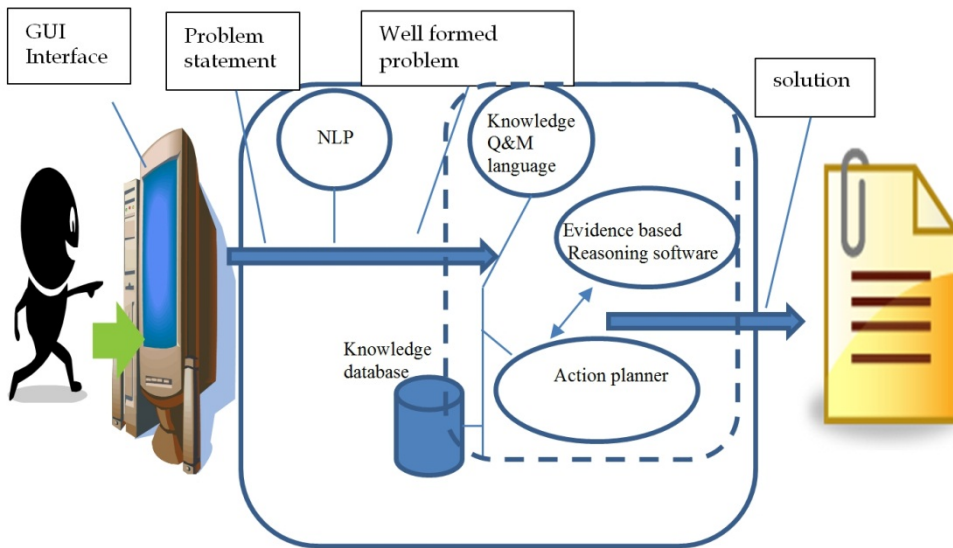 GUI
Interface
Problem
statement
Well formed
problem
solution
NLP
Knowledge
Q&M
language
Evidence based
Reasoning software
Knowledge
database
Action planner